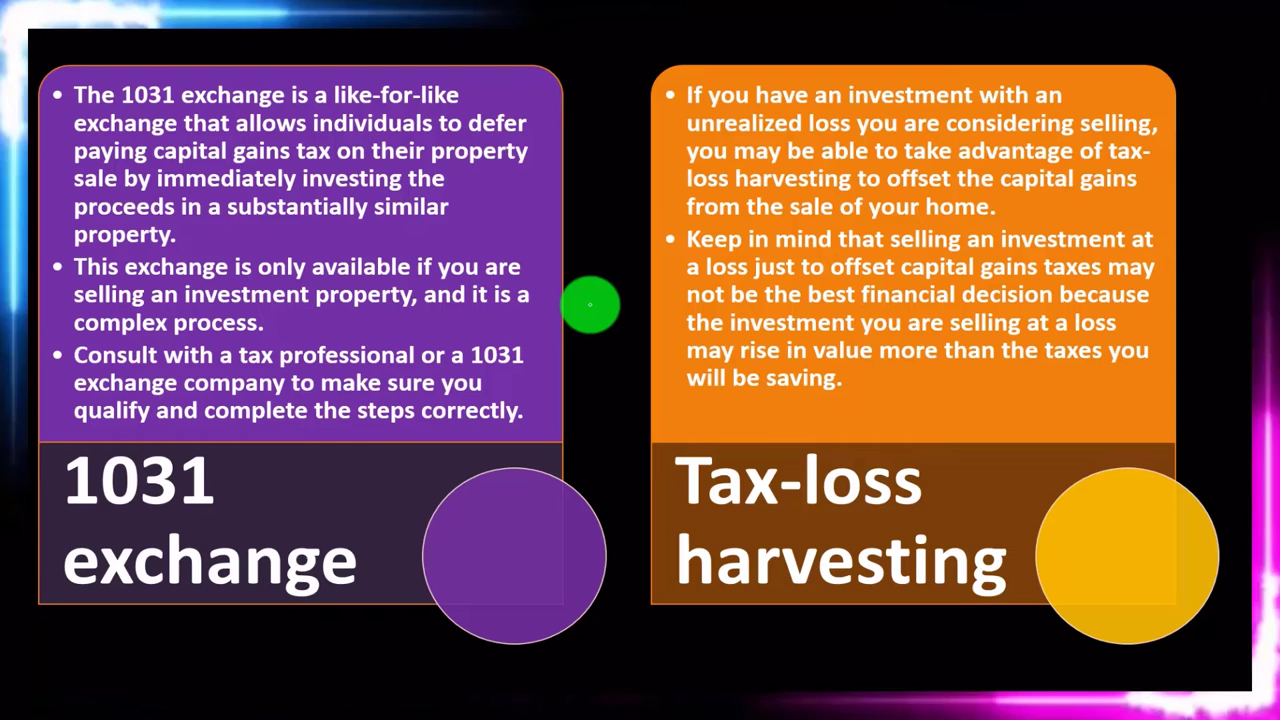 • The 1031 exchange is a like-for-like
exchange that allows individuals to defer
paying capital gains tax on their property
sale by immediately investing the
proceeds in a substantially similar
property.
• This exchange is only available if you are
selling an investment property, and it is a
complex process.
• Consult with a tax professional or a 1031
exchange company to make sure you
qualify and complete the steps correctly.
1031
exchange
• If you have an investment with an
unrealized loss you are considering selling,
you may be able to take advantage of tax-
loss harvesting to offset the capital gains
from the sale of your home.
• Keep in mind that selling an investment at
a loss just to offset capital gains taxes may
not be the best financial decision because
the investment you are selling at a loss
may rise in value more than the taxes you
will be saving.
Tax-loss
harvesting